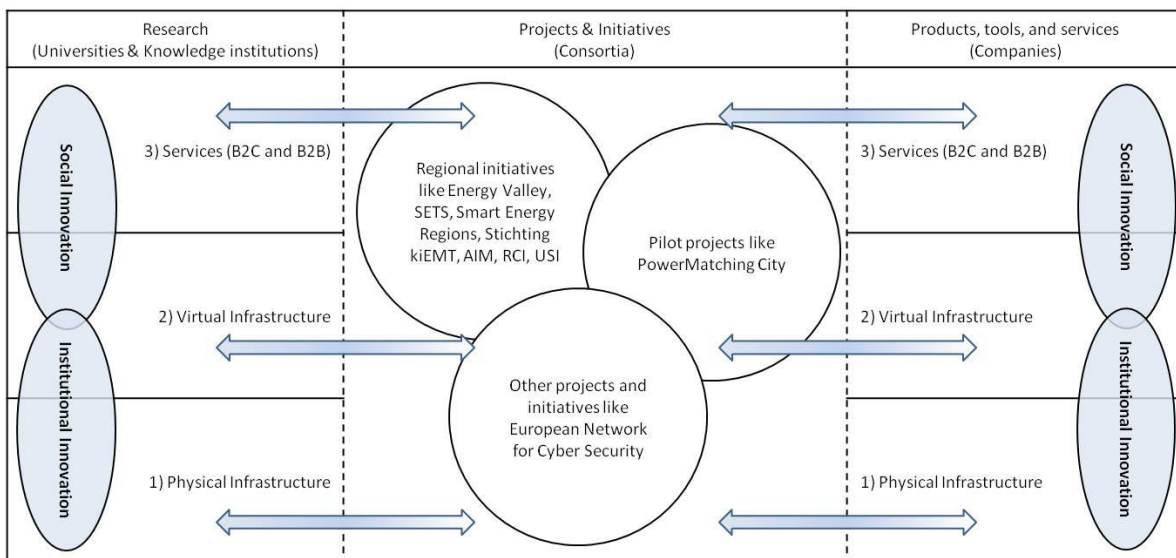 Research
(Universities & Knowledge institutions)
Projects & Initiatives
(Consortia)
Products, tools, and services
(Companies)
Social Innovation
Institutional Innovation
3) Services (B2C and B2B)
2) Virtual Infrastructure
1) Physical Infrastructure
Regional initiatives
like Energy Valley,
SETS, Smart Energy
Regions, Stichting
kiEMT, AIM, RCI, USI
Pilot projects like
PowerMatching City
Other projects and
initiatives like
European Network
for Cyber Security
3) Services (B2C and B2B)
2) Virtual Infrastructure
1) Physical Infrastructure
Social Innovation
Institutional Innovation